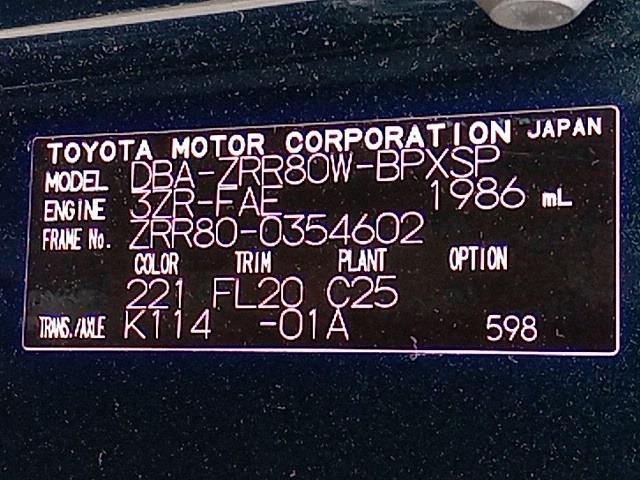 TOYOTA MOTOR CORPORATION JAPAN
MODEL DBA-ZRR80W-BPXSP
ENGINE 3ZR-FAE 1986 mL
FRAME No. ZRR80-0354602
COLOR TRIM PLANT OPTION
221 FL20 C25
TRANS./AXLE K114 -01A 598